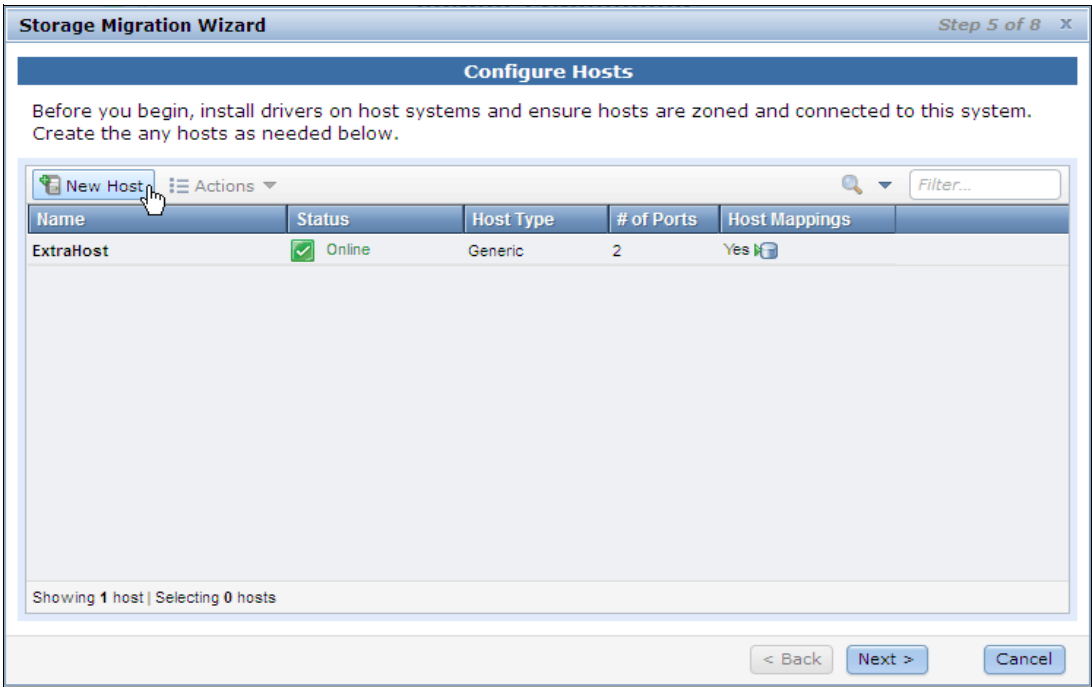 Storage Migration Wizard
Step 5 of 8 X
Configure Hosts
Before you begin, install drivers on host systems and ensure hosts are zoned and connected to this system.
Create the any hosts as needed below.
New Host Actions Filter...
Name Status Host Type # of Ports Host Mappings
ExtraHost Online Generic 2 Yes
Showing 1 host | Selecting 0 hosts
< Back Next > Cancel